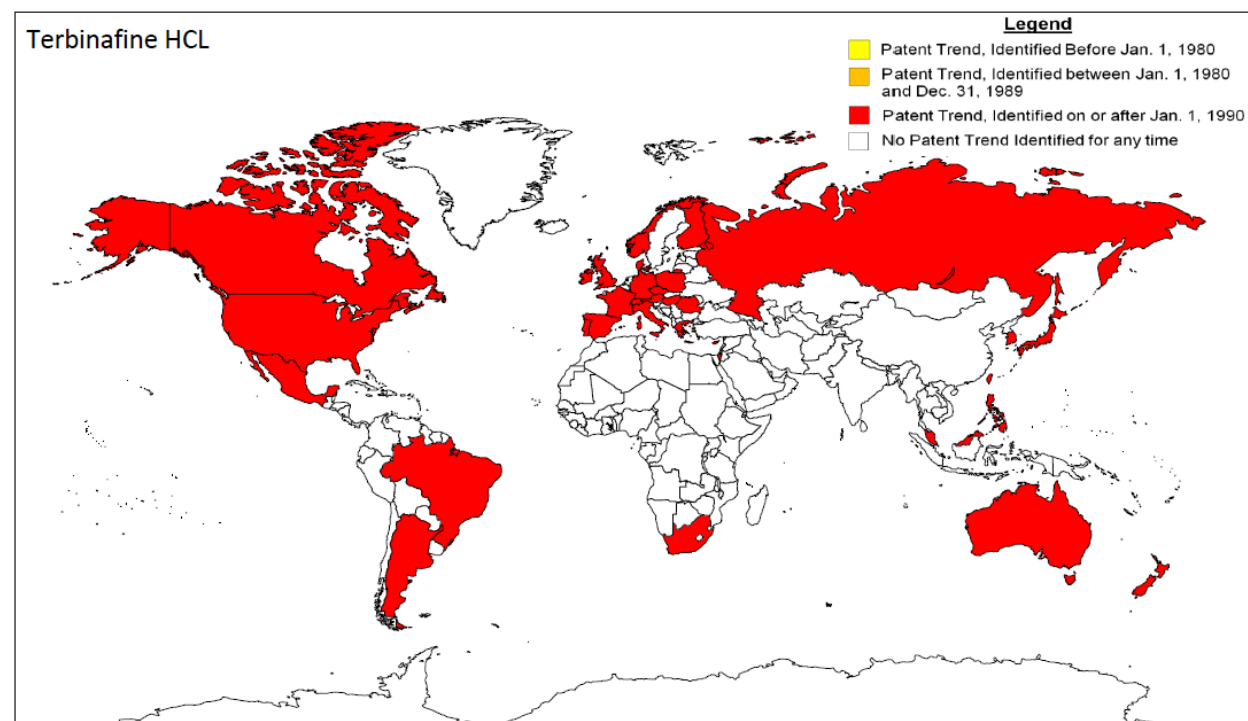 Terbinafine HCL
Legend
Patent Trend, Identified Before Jan. 1, 1980
Patent Trend, Identified between Jan. 1, 1980
and Dec. 31, 1989
Patent Trend, Identified on or after Jan. 1, 1990
No Patent Trend Identified for any time